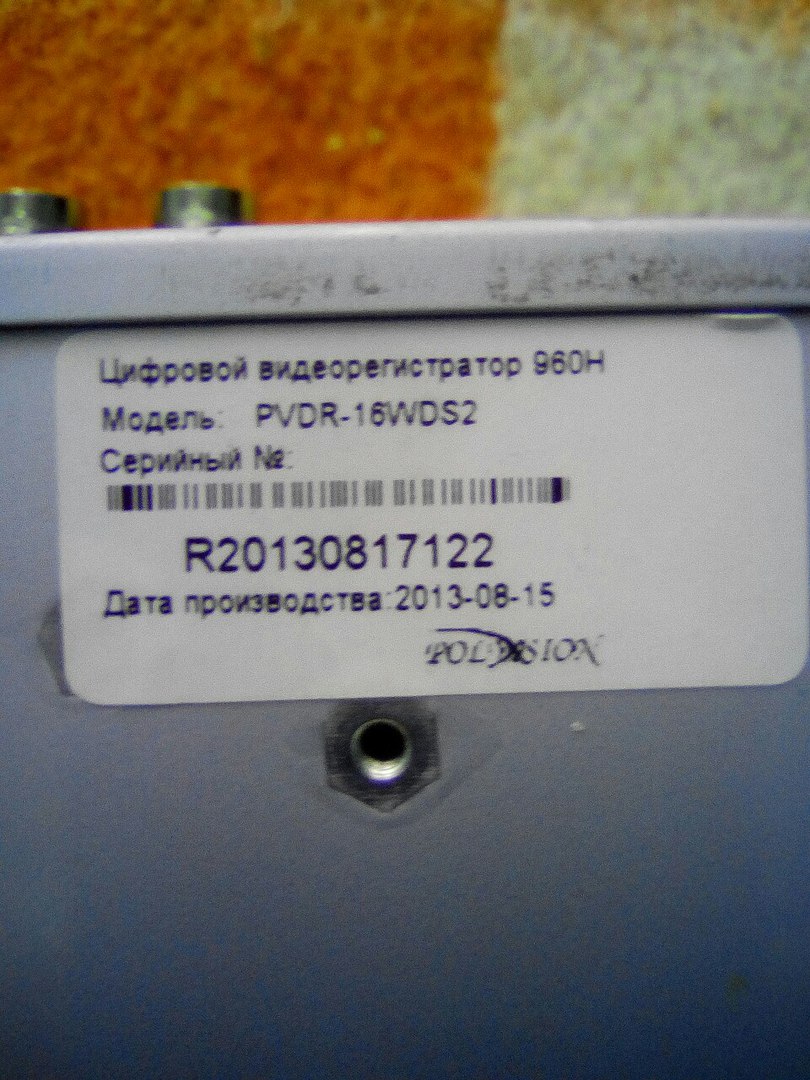 Цифровой видеорегистратор 960H
Модель: PVDR-16WDS2
Серийный №:
R20130817122
Дата производства:2013-08-15
POLYVISION